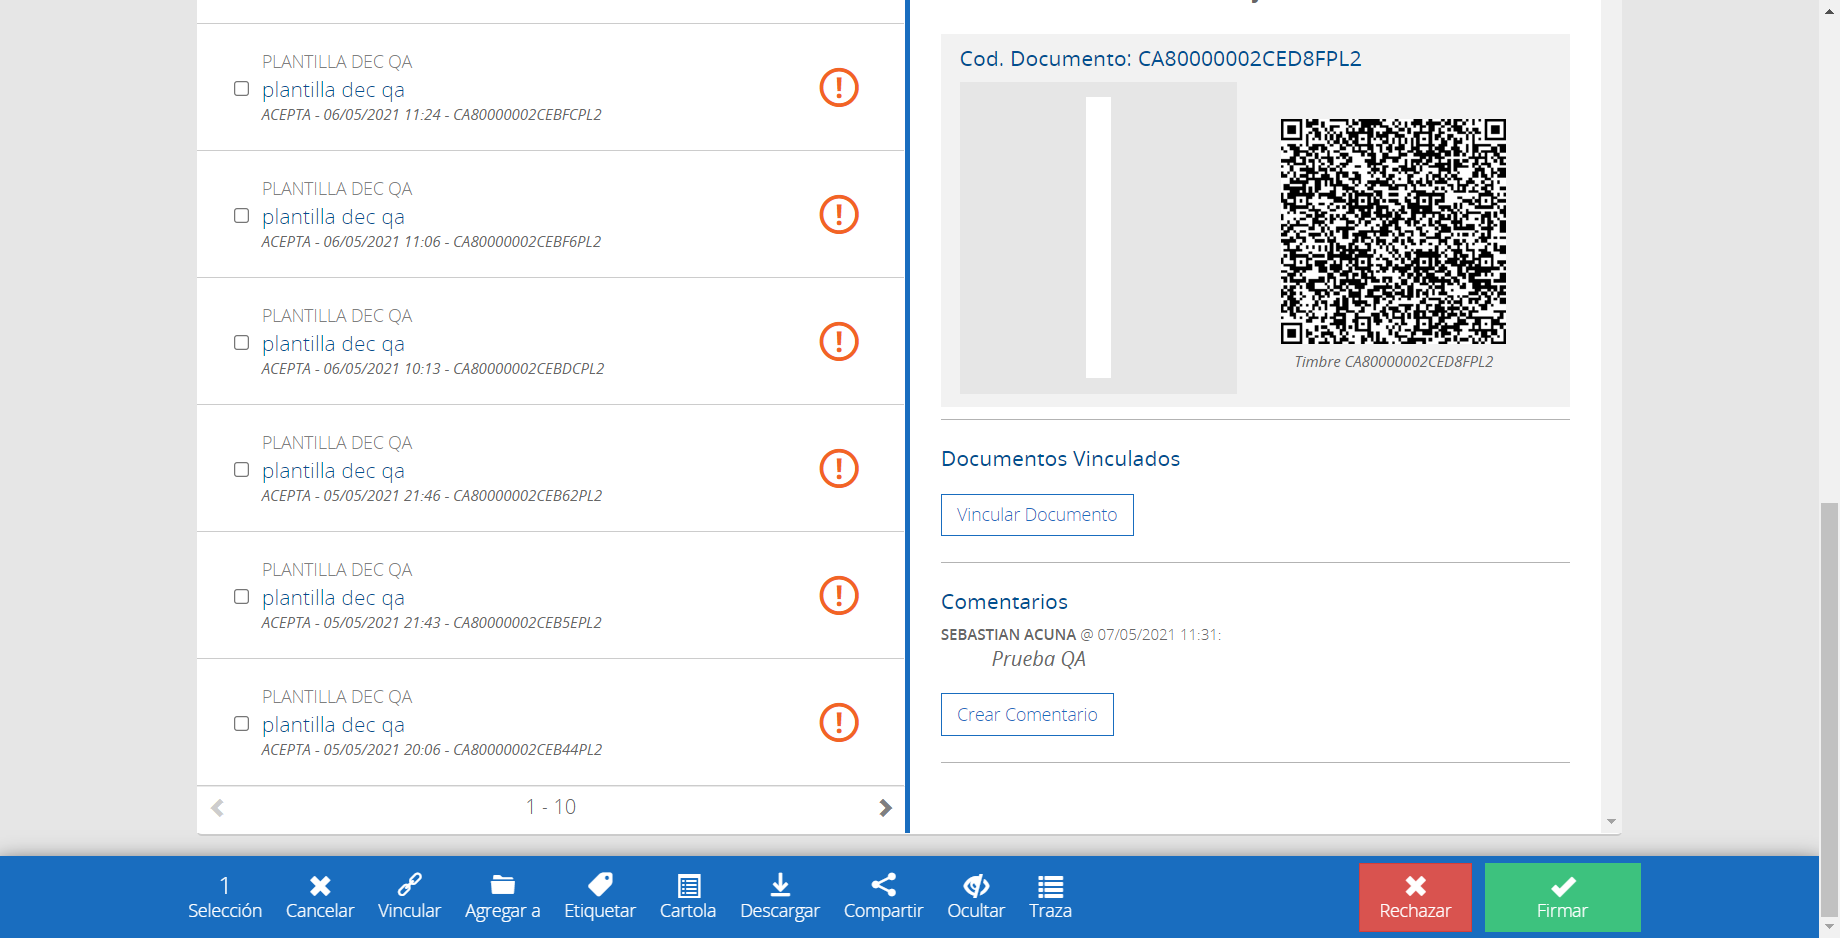 PLANTILLA DEC QA
plantilla dec qa
ACEPTA - 06/05/2021 11:24 - CA80000002CEBFCPL2
PLANTILLA DEC QA
plantilla dec qa
ACEPTA - 06/05/2021 11:06 - CA80000002CEBF6PL2
PLANTILLA DEC QA
plantilla dec qa
ACEPTA - 06/05/2021 10:13 - CA80000002CEBDCPL2
PLANTILLA DEC QA
plantilla dec qa
ACEPTA - 05/05/2021 21:46 - CA80000002CEB62PL2
PLANTILLA DEC QA
plantilla dec qa
ACEPTA - 05/05/2021 21:43 - CA80000002CEB5EPL2
PLANTILLA DEC QA
plantilla dec qa
ACEPTA - 05/05/2021 20:06 - CA80000002CEB44PL2
1 - 10
Cod. Documento: CA80000002CED8FPL2
Timbre CA80000002CED8FPL2
Documentos Vinculados
Vincular Documento
Comentarios
SEBASTIAN ACUNA @ 07/05/2021 11:31:
Prueba QA
Crear Comentario
1
Selección
Cancelar
Vincular
Agregar a
Etiquetar
Cartola
Descargar
Compartir
Ocultar
Traza
Rechazar
Firmar